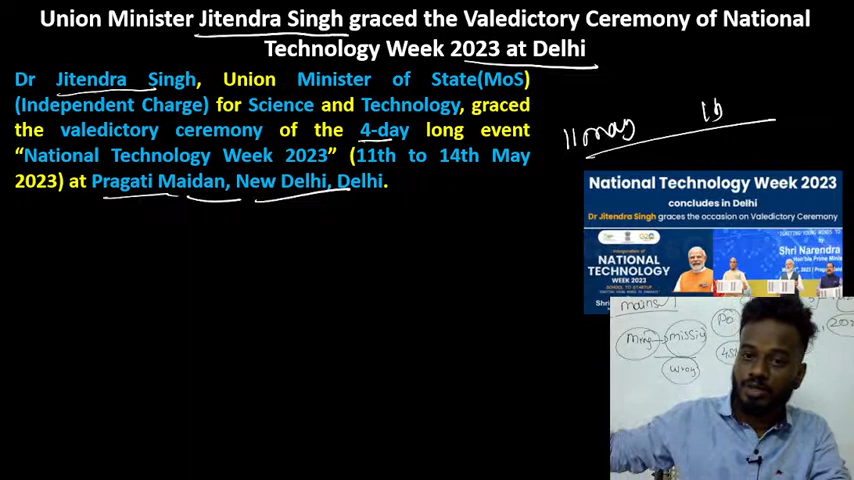 Union Minister Jitendra Singh graced the Valedictory Ceremony of National
Technology Week 2023 at Delhi
Dr Jitendra Singh, Union Minister of State(MoS)
(Independent Charge) for Science and Technology, graced
the valedictory ceremony of the 4-day long event
“National Technology Week 2023” (11th to 14th May
2023) at Pragati Maidan, New Delhi, Delhi.
11 may
National Technology Week 2023
concludes in Delhi
Dr Jitendra Singh graces the occasion on Valedictory Ceremony
NATIONAL
TECHNOLOGY
WEEK 2023
SCHOOL TO STARTUP
Shri Narendra
mains
missing